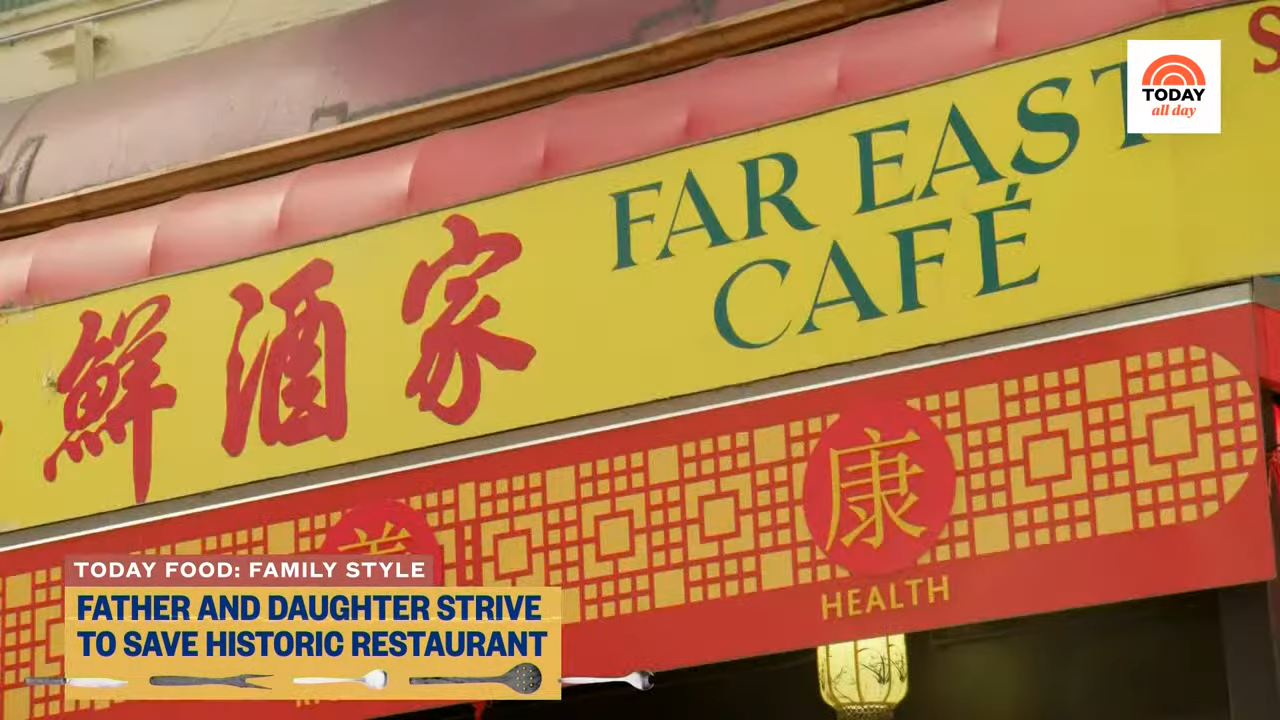 鮮酒家
FAR EAST
CAFÉ
康
HEALTH
TODAY
all day
TODAY FOOD: FAMILY STYLE
FATHER AND DAUGHTER STRIVE
TO SAVE HISTORIC RESTAURANT